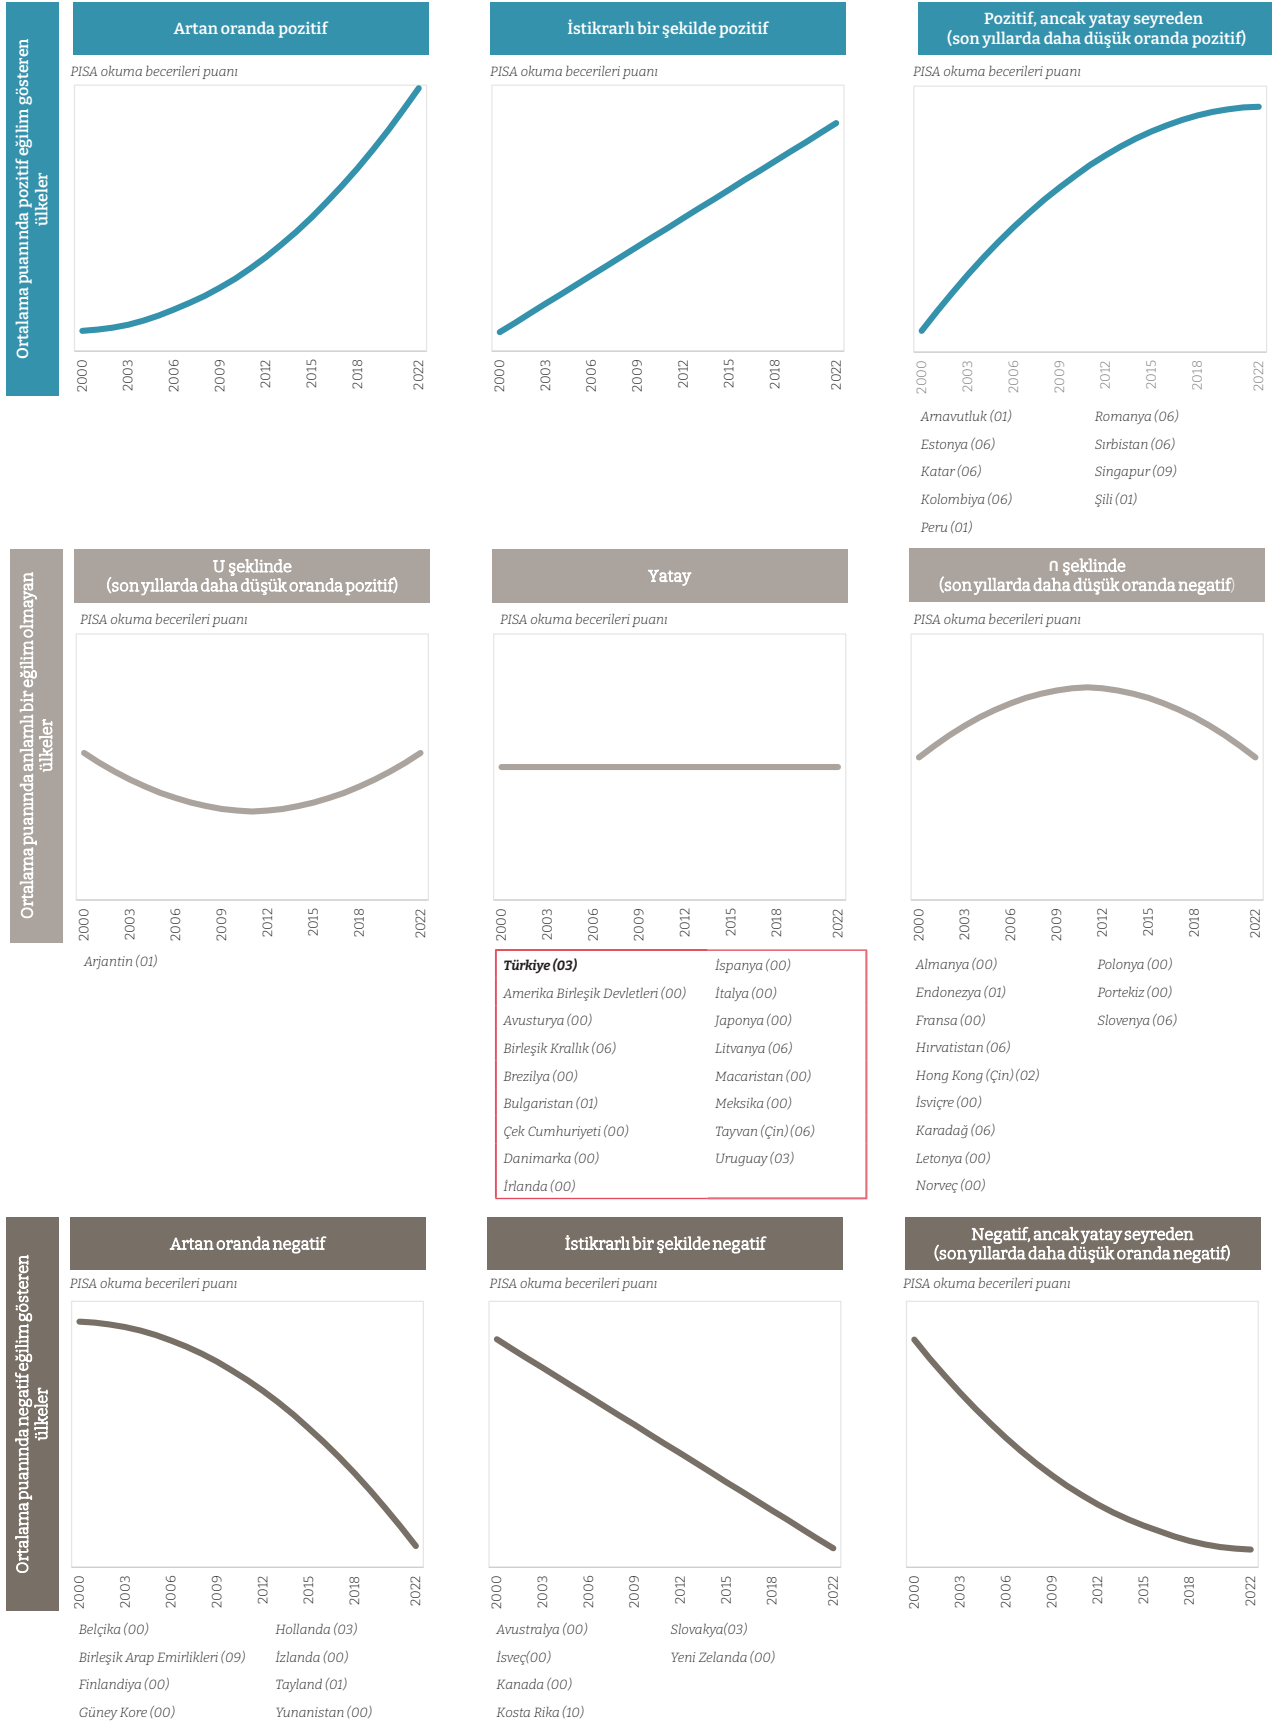 Ortalama puanında pozitif eğilim gösteren
ülkeler
Artan oranda pozitif
PISA okuma becerileri puanı
2000 2003 2006 2009 2012 2015 2018 2022
İstikrarlı bir şekilde pozitif
PISA okuma becerileri puanı
2000 2003 2006 2009 2012 2015 2018 2022
Pozitif, ancak yatay seyreden
(son yıllarda daha düşük oranda pozitif)
PISA okuma becerileri puanı
2000 2003 2006 2009 2012 2015 2018 2022
Arnavutluk (01)
Estonya (06)
Katar (06)
Kolombiya (06)
Peru (01)
Romanya (06)
Sırbistan (06)
Singapur (09)
Şili (01)
Ortalama puanında anlamlı bir eğilim olmayan
ülkeler
U şeklinde
(son yıllarda daha düşük oranda pozitif)
PISA okuma becerileri puanı
2000 2003 2006 2009 2012 2015 2018 2022
Arjantin (01)
Yatay
PISA okuma becerileri puanı
2000 2003 2006 2009 2012 2015 2018 2022
Türkiye (03)
Amerika Birleşik Devletleri (00)
Avusturya (00)
Birleşik Krallık (06)
Brezilya (00)
Bulgaristan (01)
Çek Cumhuriyeti (00)
Danimarka (00)
İrlanda (00)
İspanya (00)
İtalya (00)
Japonya (00)
Litvanya (06)
Macaristan (00)
Meksika (00)
Tayvan (Çin) (06)
Uruguay (03)
∩ şeklinde
(son yıllarda daha düşük oranda negatif)
PISA okuma becerileri puanı
2000 2003 2006 2009 2012 2015 2018 2022
Almanya (00)
Endonezya (01)
Fransa (00)
Hırvatistan (06)
Hong Kong (Çin) (02)
İsviçre (00)
Karadağ (06)
Letonya (00)
Norveç (00)
Polonya (00)
Portekiz (00)
Slovenya (06)
Ortalama puanında negatif eğilim gösteren
ülkeler
Artan oranda negatif
PISA okuma becerileri puanı
2000 2003 2006 2009 2012 2015 2018 2022
Belçika (00)
Birleşik Arap Emirlikleri (09)
Finlandiya (00)
Güney Kore (00)
Hollanda (03)
İzlanda (00)
Tayland (01)
Yunanistan (00)
İstikrarlı bir şekilde negatif
PISA okuma becerileri puanı
2000 2003 2006 2009 2012 2015 2018 2022
Avustralya (00)
İsveç(00)
Kanada (00)
Kosta Rika (10)
Slovakya(03)
Yeni Zelanda (00)
Negatif, ancak yatay seyreden
(son yıllarda daha düşük oranda negatif)
PISA okuma becerileri puanı
2000 2003 2006 2009 2012 2015 2018 2022